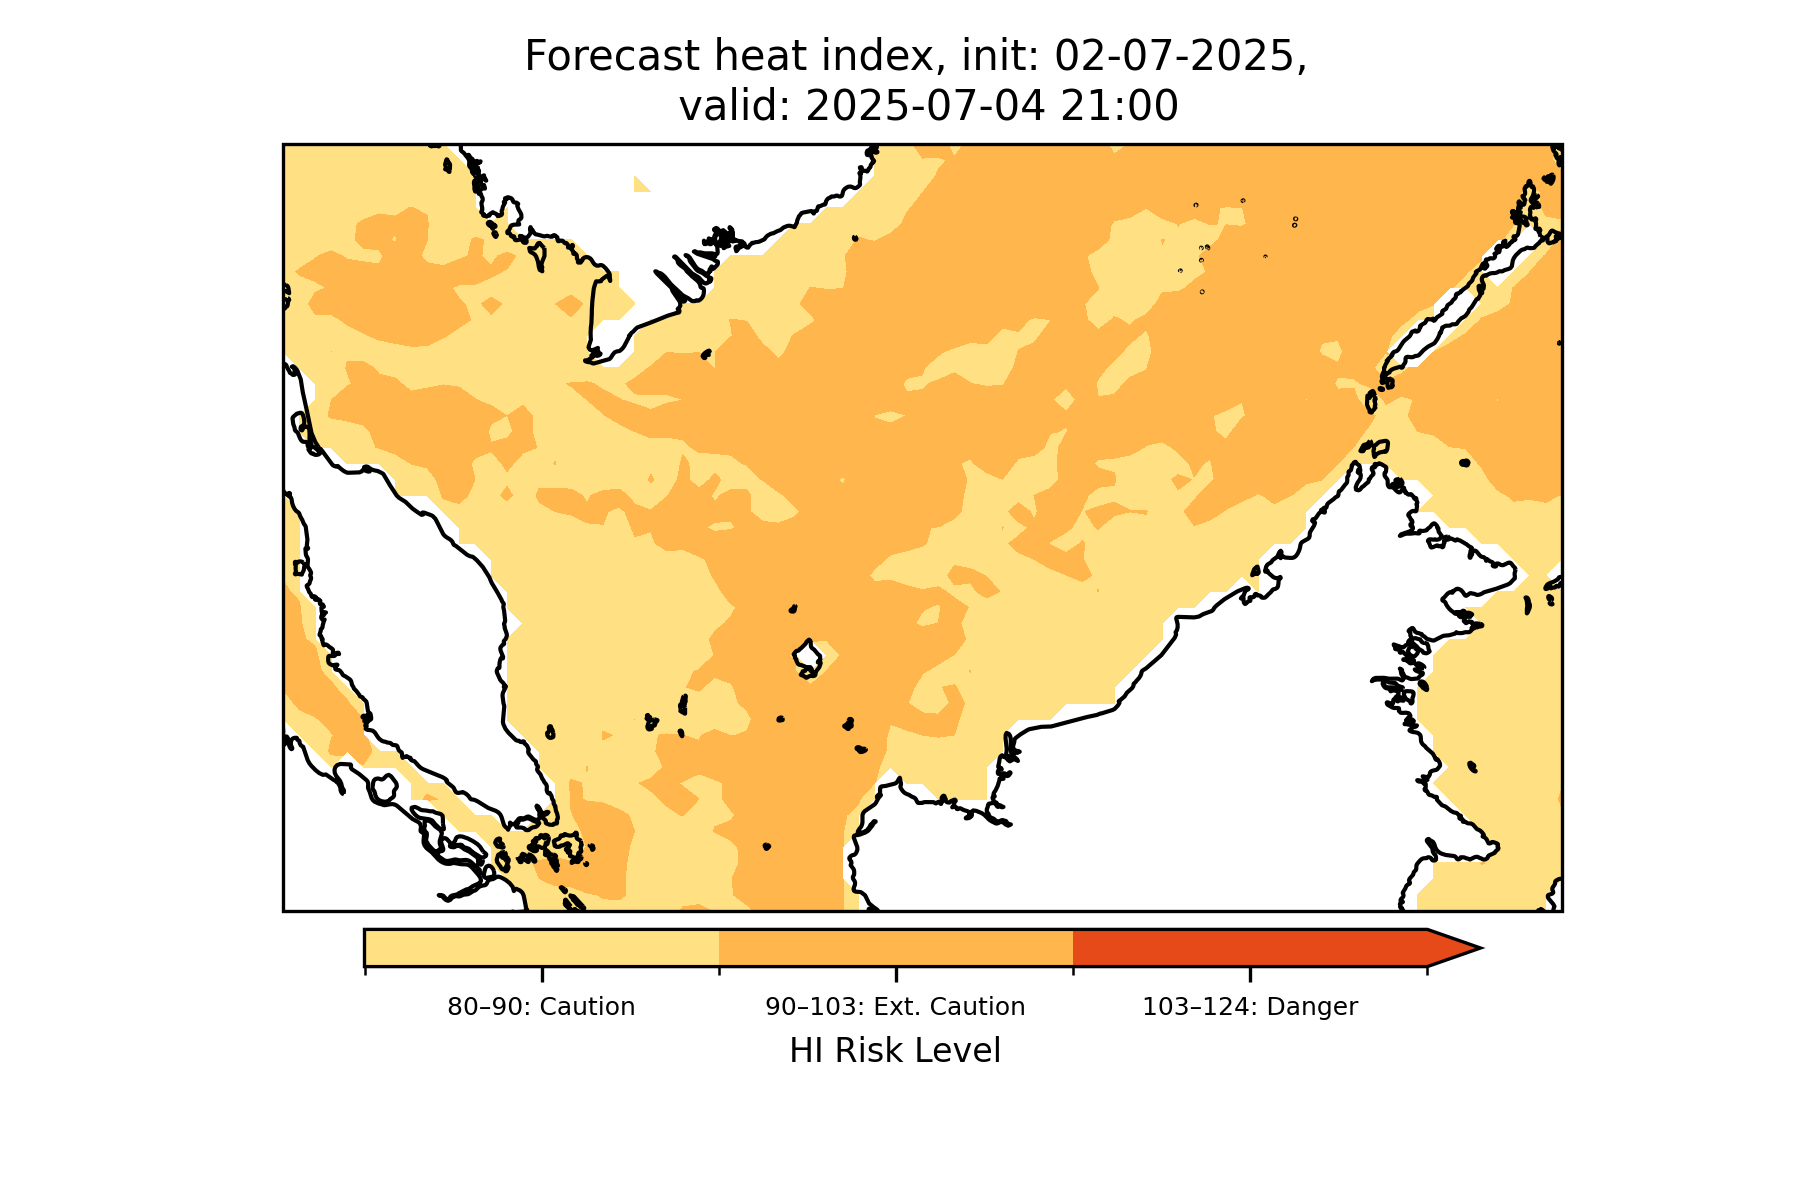 Forecast heat index, init: 02-07-2025,
valid: 2025-07-04 21:00
80–90: Caution
90–103: Ext. Caution
103–124: Danger
HI Risk Level